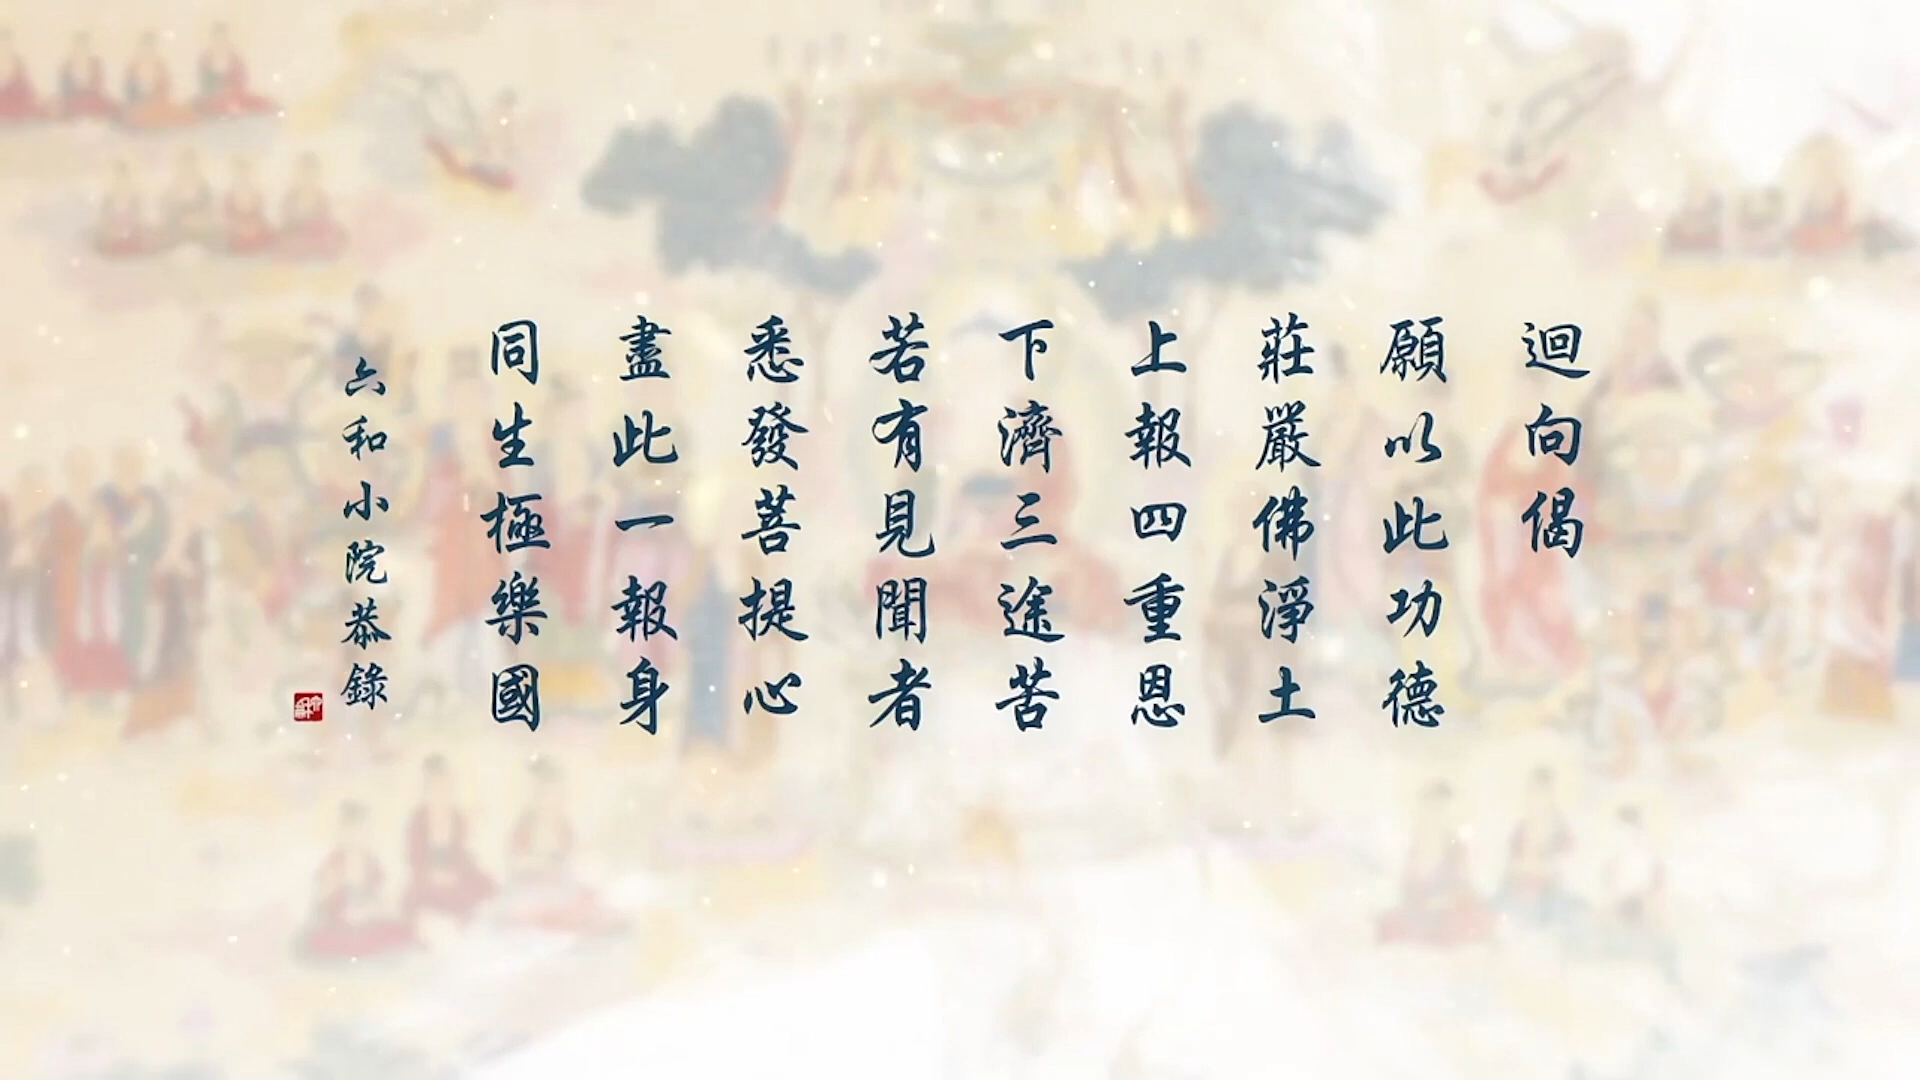 迴向偈
願以此功德
莊嚴佛淨土
上報四重恩
下濟三途苦
若有見聞者
悉發菩提心
盡此一報身
同生極樂國
六和小院恭錄